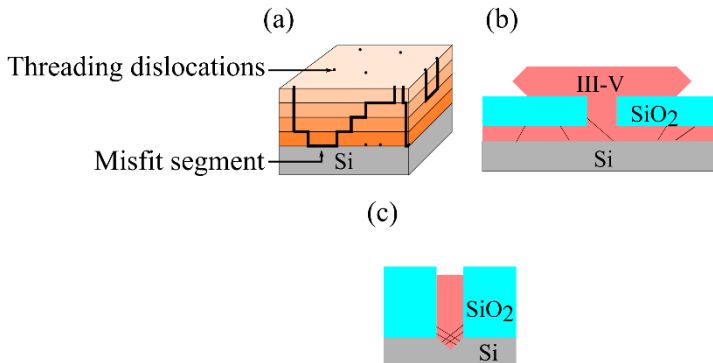 (a)
Threading dislocations
Misfit segment
Si
(b)
III-V
SiO2
Si
(c)
SiO2
Si